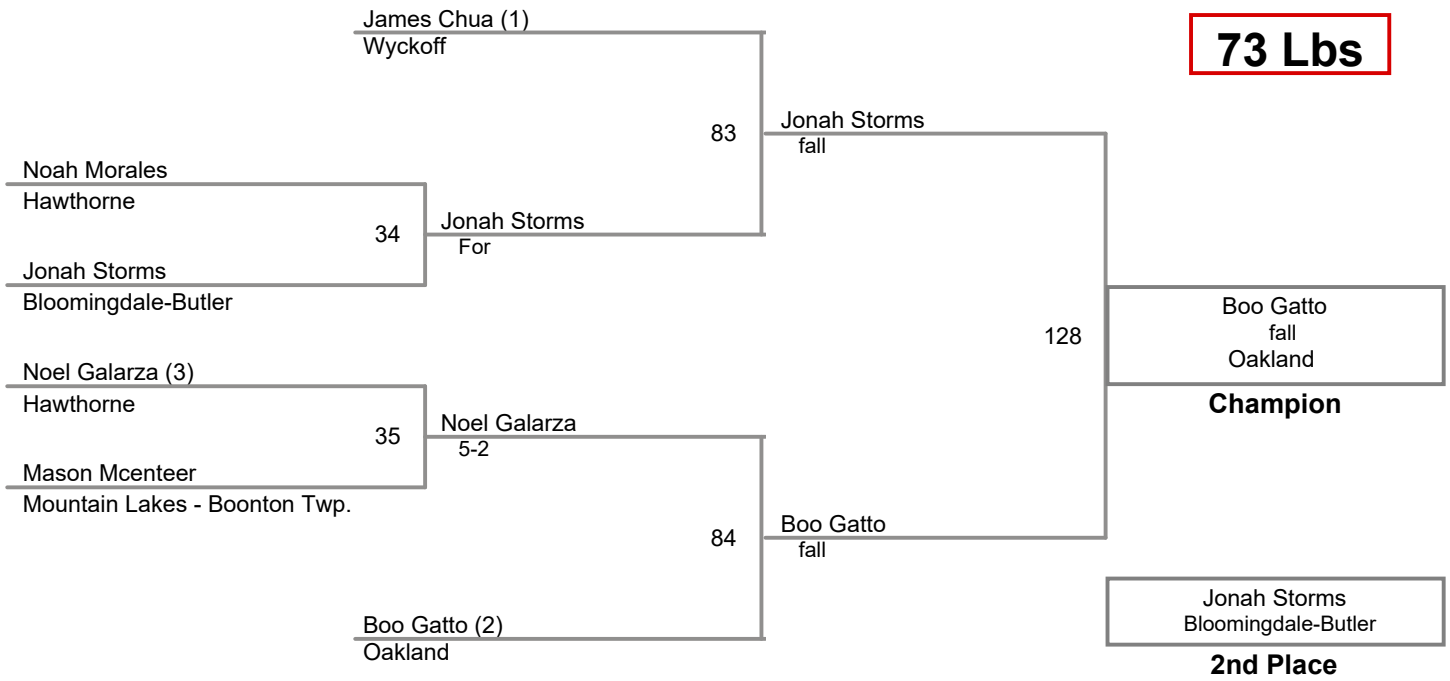 James Chua (1)
Wyckoff
73 Lbs
83
Jonah Storms
fall
Noah Morales
Hawthorne
34
Jonah Storms
For
Jonah Storms
Bloomingdale-Butler
128
Boo Gatto
fall
Oakland
Champion
Noel Galarza (3)
Hawthorne
35
Noel Galarza
5-2
Mason Mcenteer
Mountain Lakes - Boonton Twp.
84
Boo Gatto
fall
Boo Gatto (2)
Oakland
Jonah Storms
Bloomingdale-Butler
2nd Place